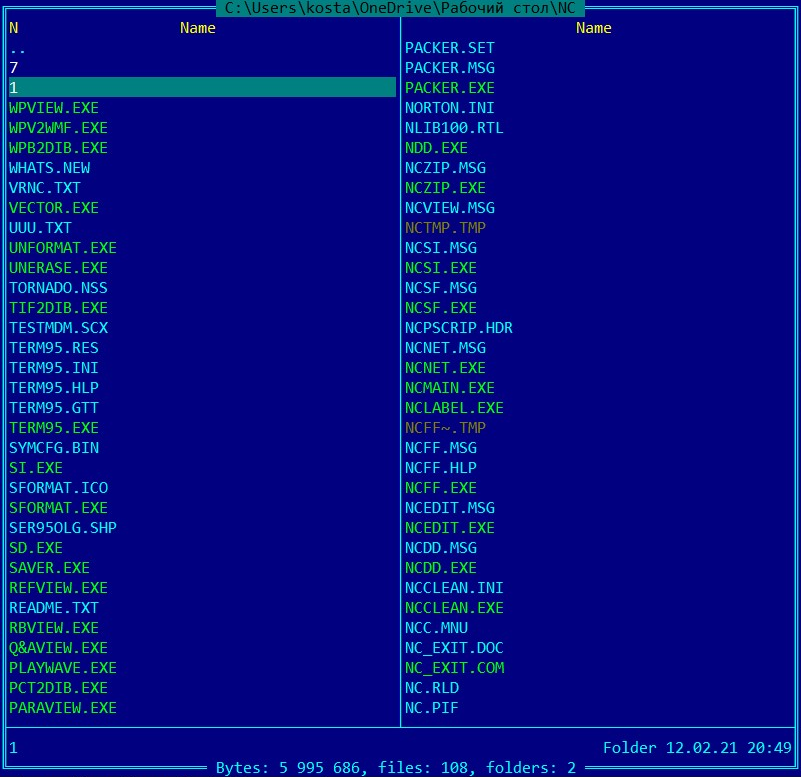 C:\Users\kosta\OneDrive\Рабочий стол\NC
N Name
..
7
1
WPVIEW.EXE
WPV2WMF.EXE
WPB2DIB.EXE
WHATS.NEW
VRNC.TXT
VECTOR.EXE
UUU.TXT
UNFORMAT.EXE
UNERASE.EXE
TORNADO.NSS
TIF2DIB.EXE
TESTMDM.SCX
TERM95.RES
TERM95.INI
TERM95.HLP
TERM95.GTT
TERM95.EXE
SYMCFG.BIN
SI.EXE
SFORMAT.ICO
SFORMAT.EXE
SER95OLG.SHP
SD.EXE
SAVER.EXE
REFVIEW.EXE
README.TXT
RBVIEW.EXE
Q&AVIEW.EXE
PLAYWAVE.EXE
PCT2DIB.EXE
PARAVIEW.EXE
Name
PACKER.SET
PACKER.MSG
PACKER.EXE
NORTON.INI
NLIB100.RTL
NDD.EXE
NCZIP.MSG
NCZIP.EXE
NCVIEW.MSG
NCTMP.TMP
NCSI.MSG
NCSI.EXE
NCSF.MSG
NCSF.EXE
NCPSCRIP.HDR
NCNET.MSG
NCNET.EXE
NCMAIN.EXE
NCLABEL.EXE
NCFF~.TMP
NCFF.MSG
NCFF.HLP
NCFF.EXE
NCEDIT.MSG
NCEDIT.EXE
NCDD.MSG
NCDD.EXE
NCCLEAN.INI
NCCLEAN.EXE
NCC.MNU
NC_EXIT.DOC
NC_EXIT.COM
NC.RLD
NC.PIF
1 Folder 12.02.21 20:49
Bytes: 5 995 686, files: 108, folders: 2